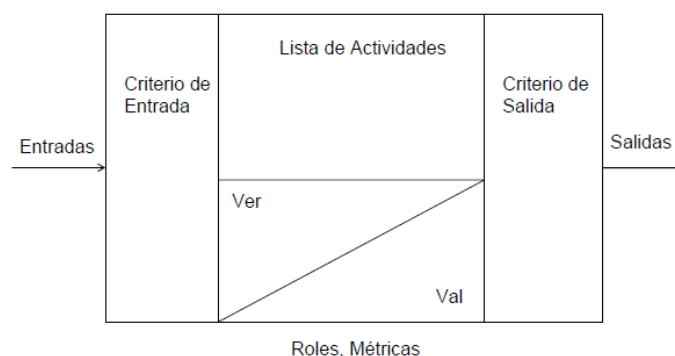 Lista de Actividades
Criterio de
Entrada
Criterio de
Salida
Entradas
Salidas
Ver
Val
Roles, Métricas